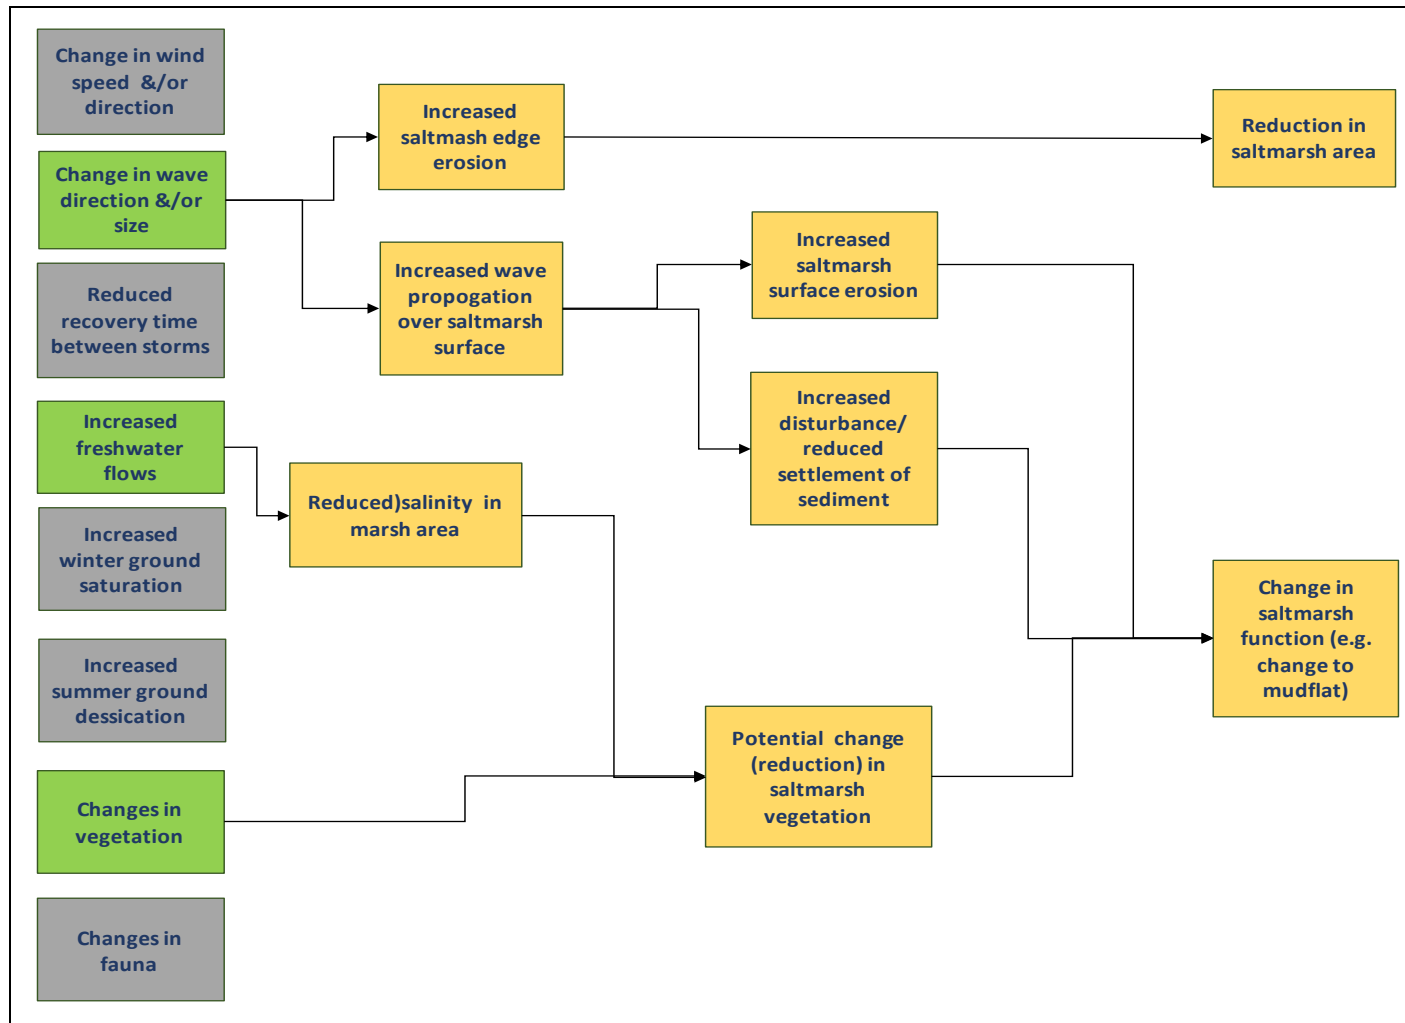 Change in wind
speed &/or
direction
Change in wave
direction &/or
size
Reduced
recovery time
between storms
Increased
freshwater
flows
Increased
winter ground
saturation
Increased
summer ground
dessication
Changes in
vegetation
Changes in
fauna
Increased
saltmash edge
erosion
Increased wave
propogation
over saltmarsh
surface
Reduced)salinity in
marsh area
Increased
saltmarsh
surface erosion
Increased
disturbance/
reduced
settlement of
sediment
Potential change
(reduction) in
saltmarsh
vegetation
Reduction in
saltmarsh area
Change in
saltmarsh
function (e.g.
change to
mudflat)